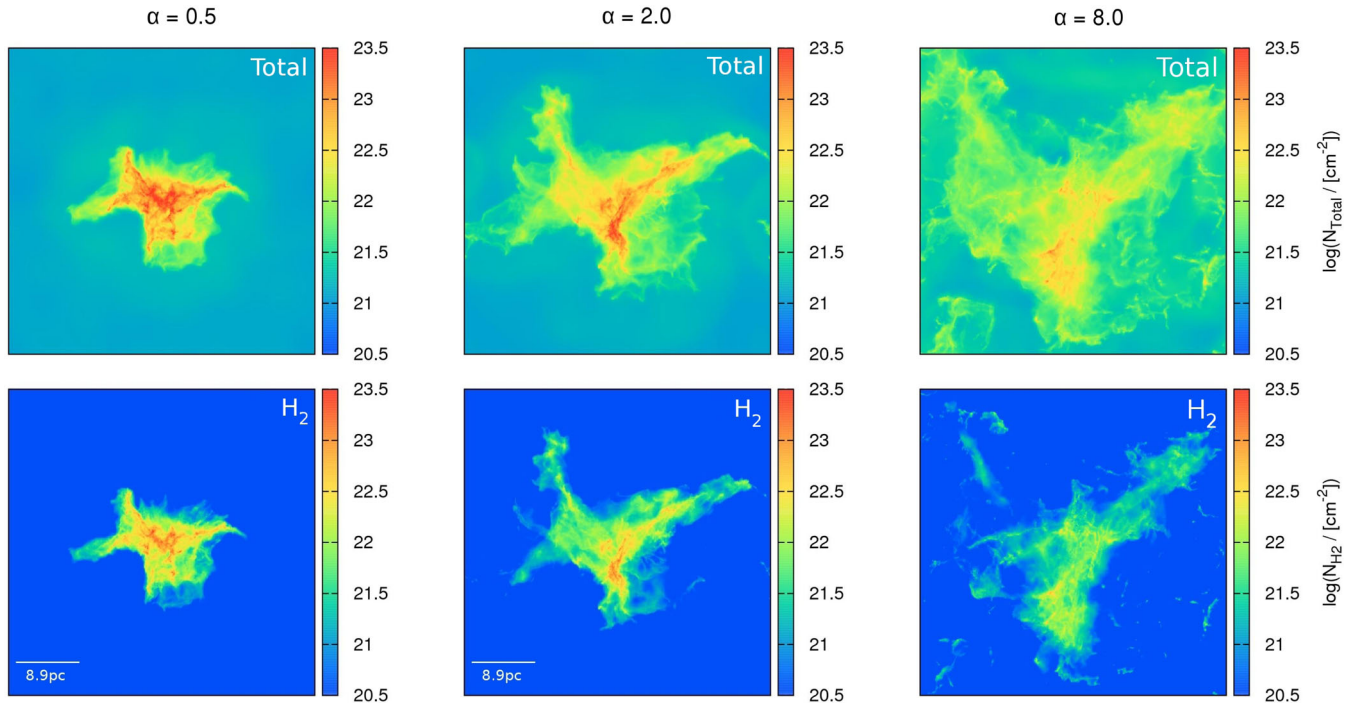 α = 0.5 α = 2.0 α = 8.0
Total 23.5 Total 23.5 Total 23.5
23 23 23
22.5 22.5 22.5
22 22 22
21.5 21.5 21.5
21 21 21
20.5 20.5 20.5
log(N_Total / [cm⁻²])
H₂ 23.5 H₂ 23.5 H₂ 23.5
23 23 23
22.5 22.5 22.5
22 22 22
21.5 21.5 21.5
21 21 21
8.9pc 8.9pc
20.5 20.5 20.5
log(N_H2 / [cm⁻²])